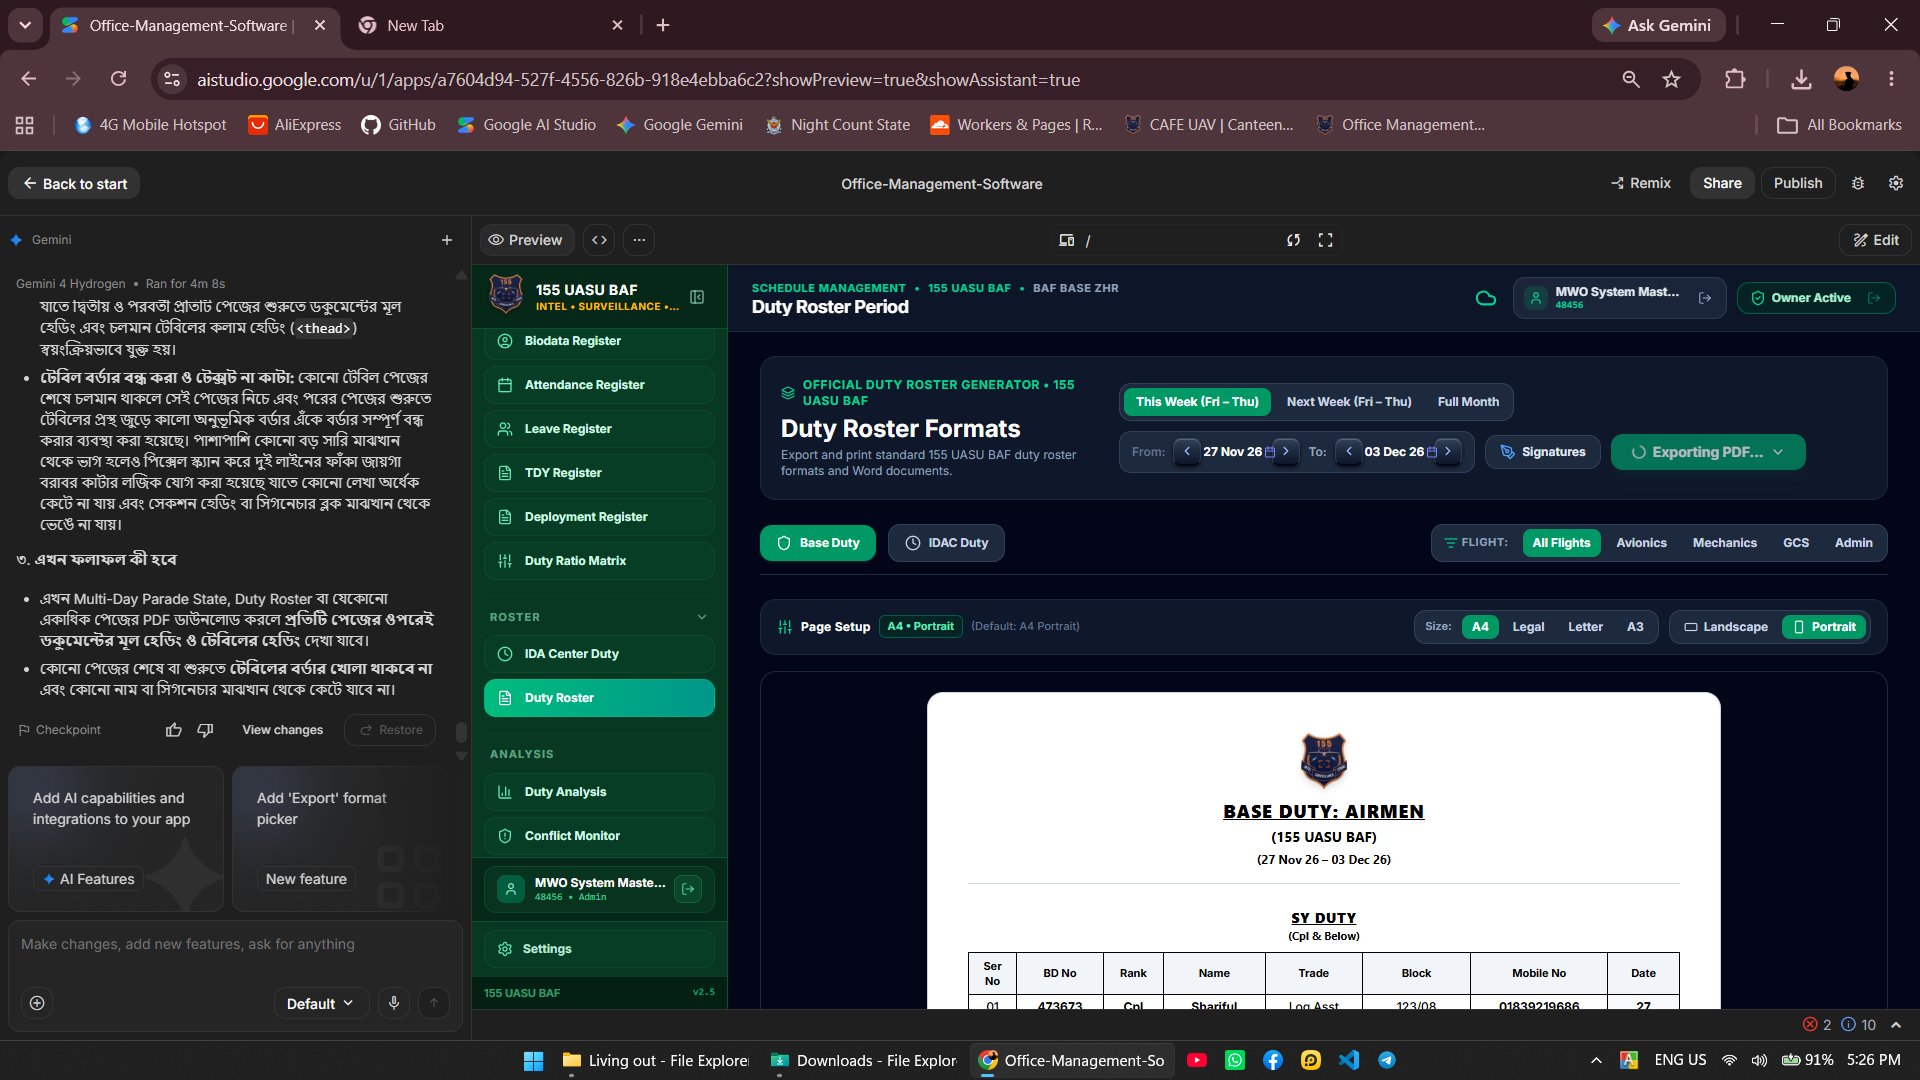 Office-Management-Software |
New Tab
Ask Gemini
aistudio.google.com/u/1/apps/a7604d94-527f-4556-826b-918e4ebba6c2?showPreview=true&showAssistant=true
4G Mobile Hotspot
AliExpress
GitHub
Google AI Studio
Google Gemini
Night Count State
Workers & Pages | R...
CAFE UAV | Canteen...
Office Management...
All Bookmarks
Back to start
Office-Management-Software
Remix
Share
Publish
Gemini
Preview
/
Edit
Gemini 4 Hydrogen • Ran for 4m 8s
যাতে দ্বিতীয় ও পরবর্তী প্রতিটি পেজের শুরুতে ডকুমেন্টের মূল
হেডিং এবং চলমান টেবিলের কলাম হেডিং (<thead>)
স্বয়ংক্রিয়ভাবে যুক্ত হয়।
• টেবিল বর্ডার বন্ধ করা ও টেক্সট না কাটা: কোনো টেবিল পেজের
শেষে চলমান থাকলে সেই পেজের নিচে এবং পরের পেজের শুরুতে
টেবিলের প্রস্থ জুড়ে কালো অনুভূমিক বর্ডার এঁকে বর্ডার সম্পূর্ণ বন্ধ
করার ব্যবস্থা করা হয়েছে। পাশাপাশি কোনো বড় সারি মাঝখান
থেকে ভাগ হলেও পিক্সেল স্ক্যান করে দুই লাইনের ফাঁকা জায়গা
বরাবর কাটার লজিক যোগ করা হয়েছে যাতে কোনো লেখা অর্ধেক
কেটে না যায় এবং সেকশন হেডিং বা সিগনেচার ব্লক মাঝখান থেকে
ভেঙে না যায়।
৩. এখন ফলাফল কী হবে
• এখন Multi-Day Parade State, Duty Roster বা যেকোনো
একাধিক পেজের PDF ডাউনলোড করলে প্রতিটি পেজের ওপরেই
ডকুমেন্টের মূল হেডিং ও টেবিলের হেডিং দেখা যাবে।
• কোনো পেজের শেষে বা শুরুতে টেবিলের বর্ডার খোলা থাকবে না
এবং কোনো নাম বা সিগনেচার মাঝখান থেকে কেটে যাবে না।
Checkpoint
View changes
Restore
Add AI capabilities and
integrations to your app
AI Features
Add 'Export' format
picker
New feature
Make changes, add new features, ask for anything
Default
155 UASU BAF
INTEL • SURVEILLANCE •...
Biodata Register
Attendance Register
Leave Register
TDY Register
Deployment Register
Duty Ratio Matrix
ROSTER
IDA Center Duty
Duty Roster
ANALYSIS
Duty Analysis
Conflict Monitor
MWO System Maste...
48456 • Admin
Settings
155 UASU BAF
v2.5
SCHEDULE MANAGEMENT • 155 UASU BAF • BAF BASE ZHR
Duty Roster Period
MWO System Mast...
48456
Owner Active
OFFICIAL DUTY ROSTER GENERATOR • 155
UASU BAF
Duty Roster Formats
Export and print standard 155 UASU BAF duty roster
formats and Word documents.
This Week (Fri – Thu)
Next Week (Fri – Thu)
Full Month
From: 27 Nov 26 To: 03 Dec 26
Signatures
Exporting PDF...
Base Duty
IDAC Duty
FLIGHT:
All Flights
Avionics
Mechanics
GCS
Admin
Page Setup
A4 • Portrait
(Default: A4 Portrait)
Size: A4 Legal Letter A3
Landscape
Portrait
155
BASE DUTY: AIRMEN
(155 UASU BAF)
(27 Nov 26 – 03 Dec 26)
SY DUTY
(Cpl & Below)
Ser No BD No Rank Name Trade Block Mobile No Date
01 473673 Cpl Shariful Log Asst 123/08 01839219686 27
2 10
Living out - File Explorer
Downloads - File Explor
Office-Management-So
ENG US
91%
5:26 PM